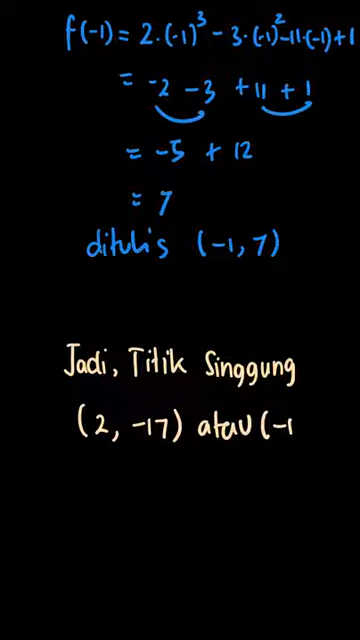 f(-1) = 2·(-1)³ - 3·(-1)² - 11·(-1) + 1
= -2 - 3 + 11 + 1
= -5 + 12
= 7
ditulis (-1, 7)
Jadi, Titik Singgung
(2, -17) atau (-1